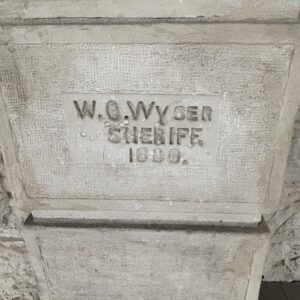 W. G. WYSER
SHERIFF.
1880.